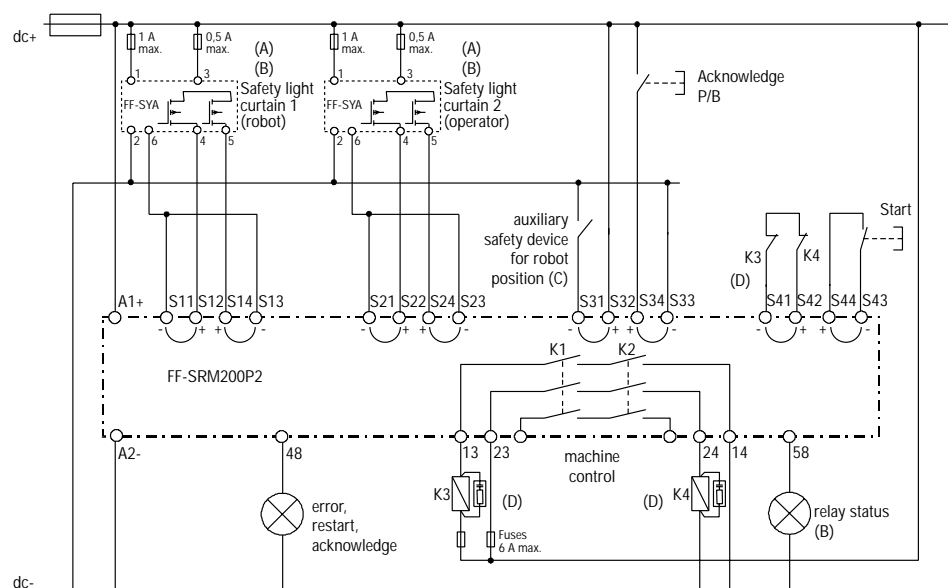 dc+
1 A
max.
0,5 A
max.
(A)
(B)
1 A
max.
0,5 A
max.
(A)
(B)
1
3
Safety light
curtain 1
(robot)
FF-SYA
2
6
4
5
1
3
Safety light
curtain 2
(operator)
FF-SYA
2
6
4
5
Acknowledge
P/B
auxiliary
safety device
for robot
position (C)
Start
K3
K4
(D)
A1+
S11
S12
S14
S13
S21
S22
S24
S23
S31
S32
S34
S33
S41
S42
S44
S43
-
+
+
-
-
+
+
-
-
+
+
-
-
+
+
-
K1
K2
FF-SRM200P2
A2-
48
13
23
machine
control
24
14
58
K3
(D)
(D)
K4
error,
restart,
acknowledge
Fuses
6 A max.
relay status
(B)
dc-